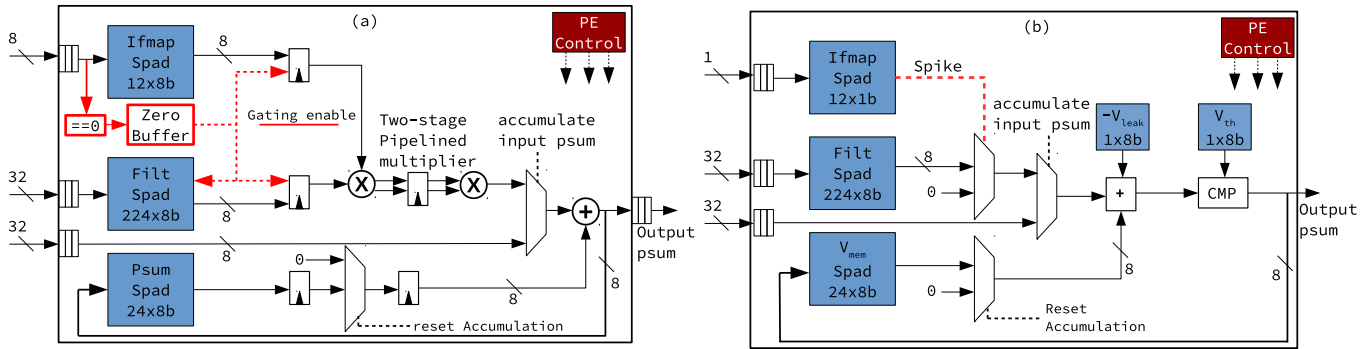 (a)
PE
Control
8
Ifmap
Spad
12x8b
8
==0
Zero
Buffer
Gating enable
Two-stage
Pipelined
multiplier
accumulate
input psum
32
Filt
Spad
224x8b
8
X
X
+
32
8
Output
psum
0
Psum
Spad
24x8b
8
8
reset Accumulation
(b)
PE
Control
1
Ifmap
Spad
12x1b
Spike
accumulate
input psum
-Vleak
1x8b
Vth
1x8b
32
Filt
Spad
224x8b
8
0
+
CMP
32
Output
psum
Vmem
Spad
24x8b
0
8
8
Reset
Accumulation